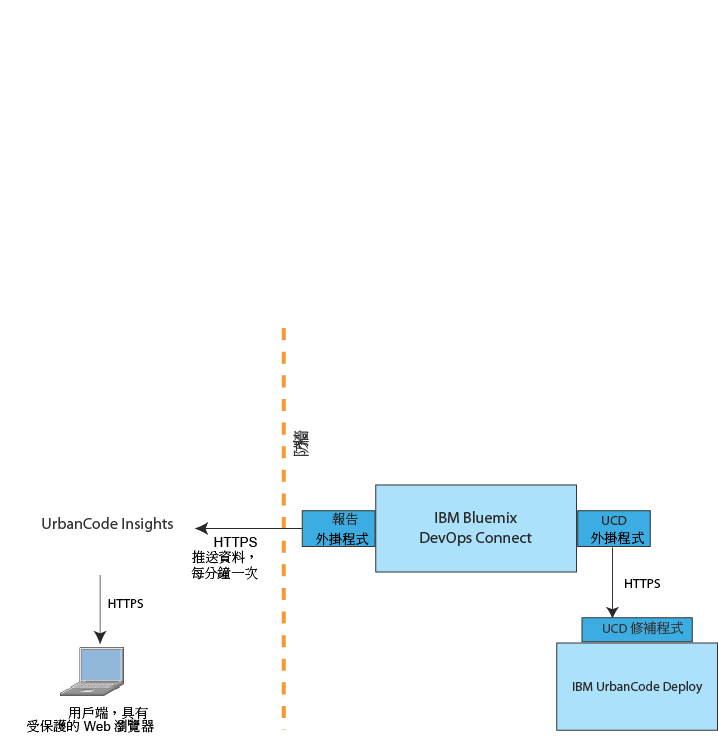 防火牆
UrbanCode Insights
報告
外掛程式
IBM Bluemix
DevOps Connect
UCD
外掛程式
HTTPS
推送資料，
每分鐘一次
HTTPS
HTTPS
UCD 修補程式
IBM UrbanCode Deploy
用戶端，具有
受保護的 Web 瀏覽器